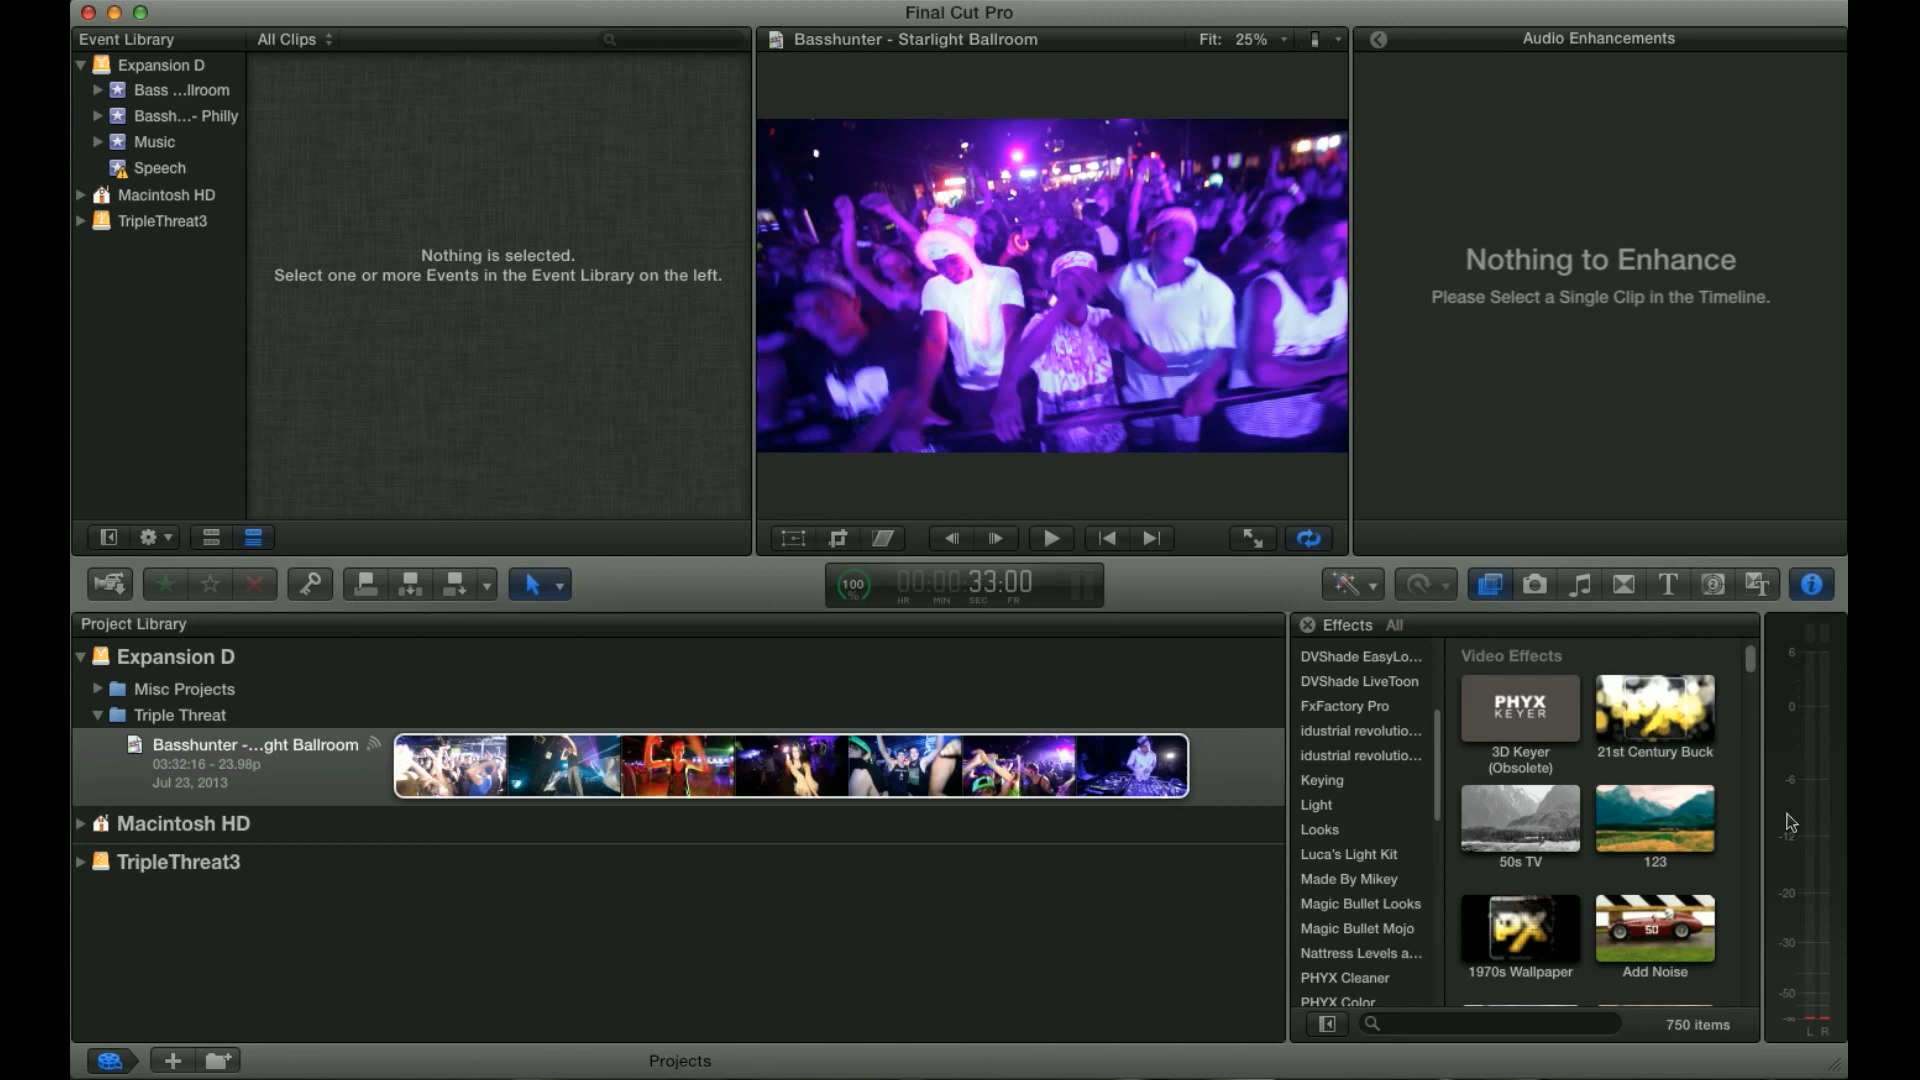 Final Cut Pro
Event Library
All Clips
Expansion D
Bass ...llroom
Bassh...- Philly
Music
Speech
Macintosh HD
TripleThreat3
Nothing is selected.
Select one or more Events in the Event Library on the left.
Basshunter - Starlight Ballroom
Fit: 25%
Audio Enhancements
Nothing to Enhance
Please Select a Single Clip in the Timeline.
100
%
00:00:33:00
HR MIN SEC FR
Project Library
Expansion D
Misc Projects
Triple Threat
Basshunter -...ght Ballroom
03:32:16 - 23.98p
Jul 23, 2013
Macintosh HD
TripleThreat3
Projects
Effects All
DVShade EasyLo...
DVShade LiveToon
FxFactory Pro
idustrial revolutio...
idustrial revolutio...
Keying
Light
Looks
Luca's Light Kit
Made By Mikey
Magic Bullet Looks
Magic Bullet Mojo
Nattress Levels a...
PHYX Cleaner
PHYX Color
Video Effects
PHYX
KEYER
3D Keyer
(Obsolete)
21st Century Buck
50s TV
123
PX
1970s Wallpaper
50
Add Noise
750 items
6
0
-6
-12
-20
-30
-50
-∞
L R